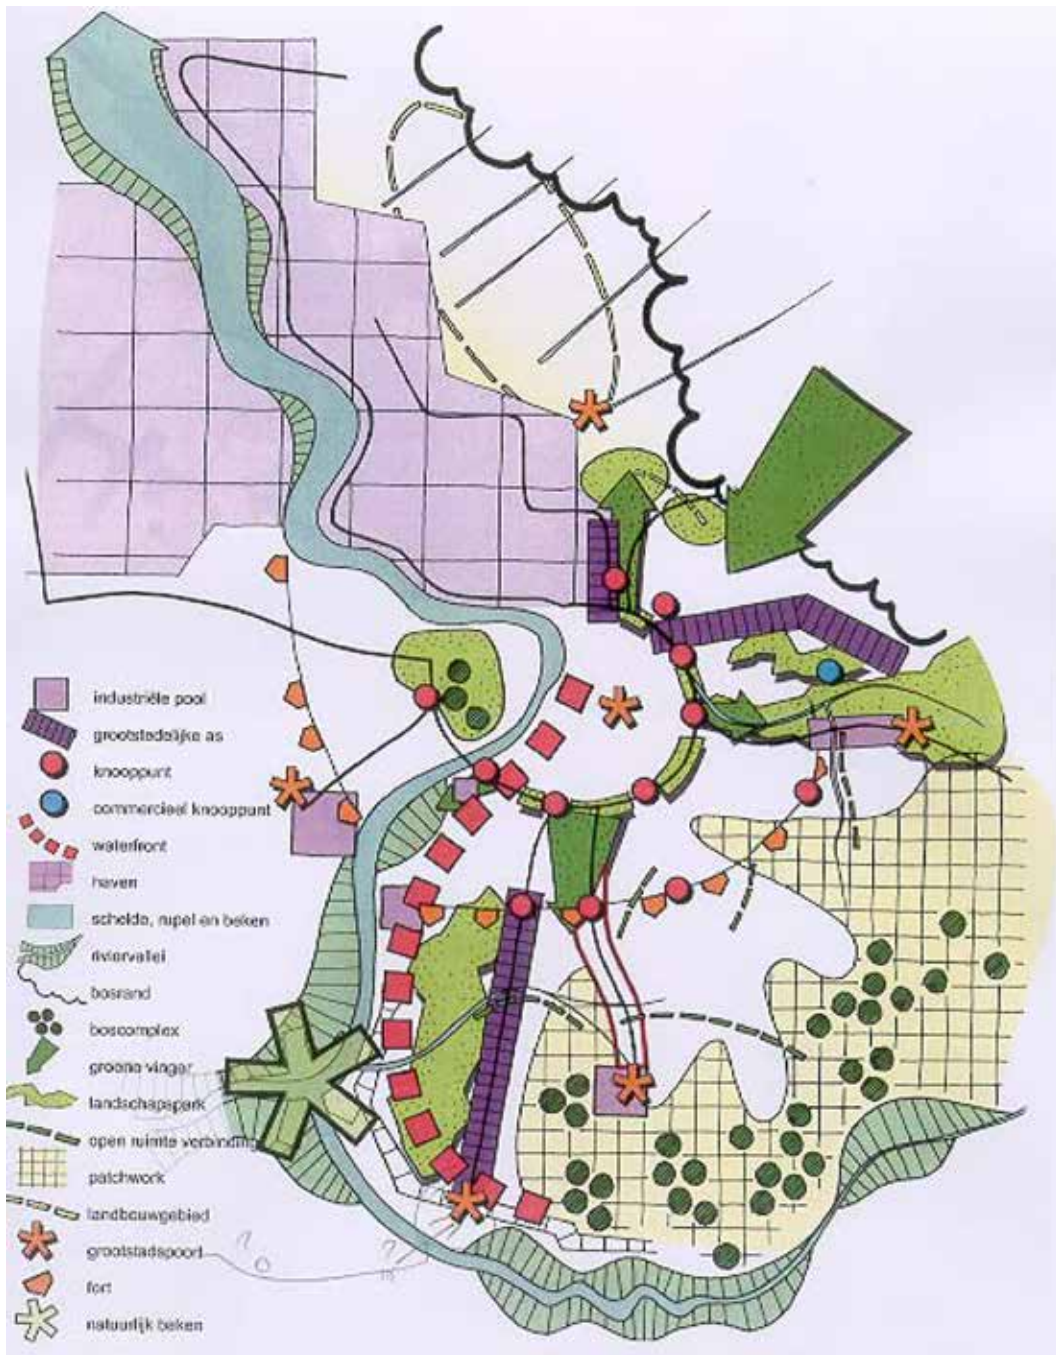 industriële pool
grootstedelijke as
knooppunt
commercieel knooppunt
waterfront
haven
schelde, rupel en beken
riviervallei
bosrand
boscomplex
groene vinger
landschapspark
open ruimte verbinding
patchwork
landbouwgebied
grootstadspoort
fort
natuurlijk baken
?
?